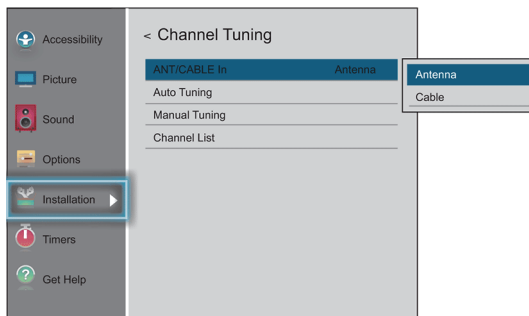 Accessibility
Picture
Sound
Options
Installation
Timers
Get Help
< Channel Tuning
ANT/CABLE In Antenna
Auto Tuning
Manual Tuning
Channel List
Antenna
Cable